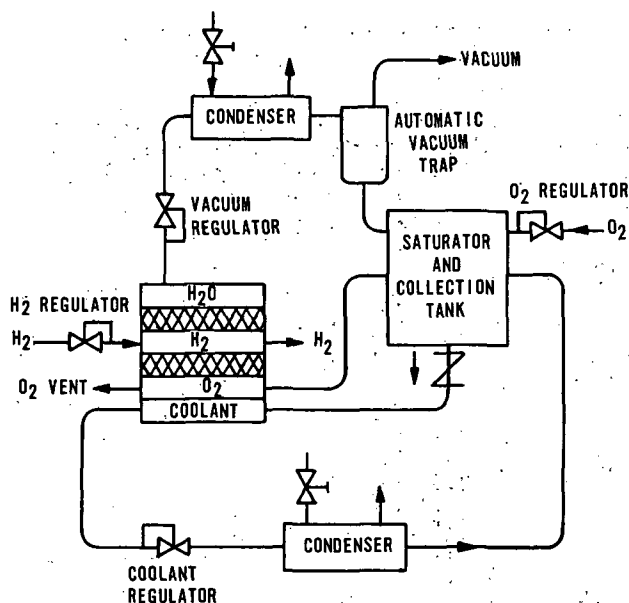 CONDENSER
VACUUM
AUTOMATIC
VACUUM
TRAP
VACUUM
REGULATOR
O2 REGULATOR
O2
SATURATOR
AND
COLLECTION
TANK
H2 REGULATOR
H2
H2O
H2
H2
O2 VENT
O2
COOLANT
CONDENSER
COOLANT
REGULATOR